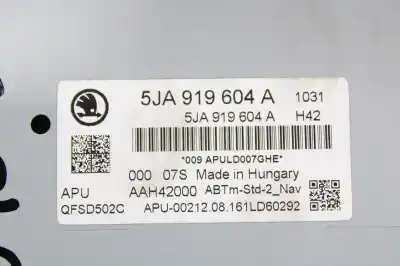 5JA 919 604 A 1031
5JA 919 604 A H42
*009 APULD007GHE*
000 07S Made in Hungary
APU AAH42000 ABTm-Std-2_Nav
QFSD502C APU-00212.08.161LD60292